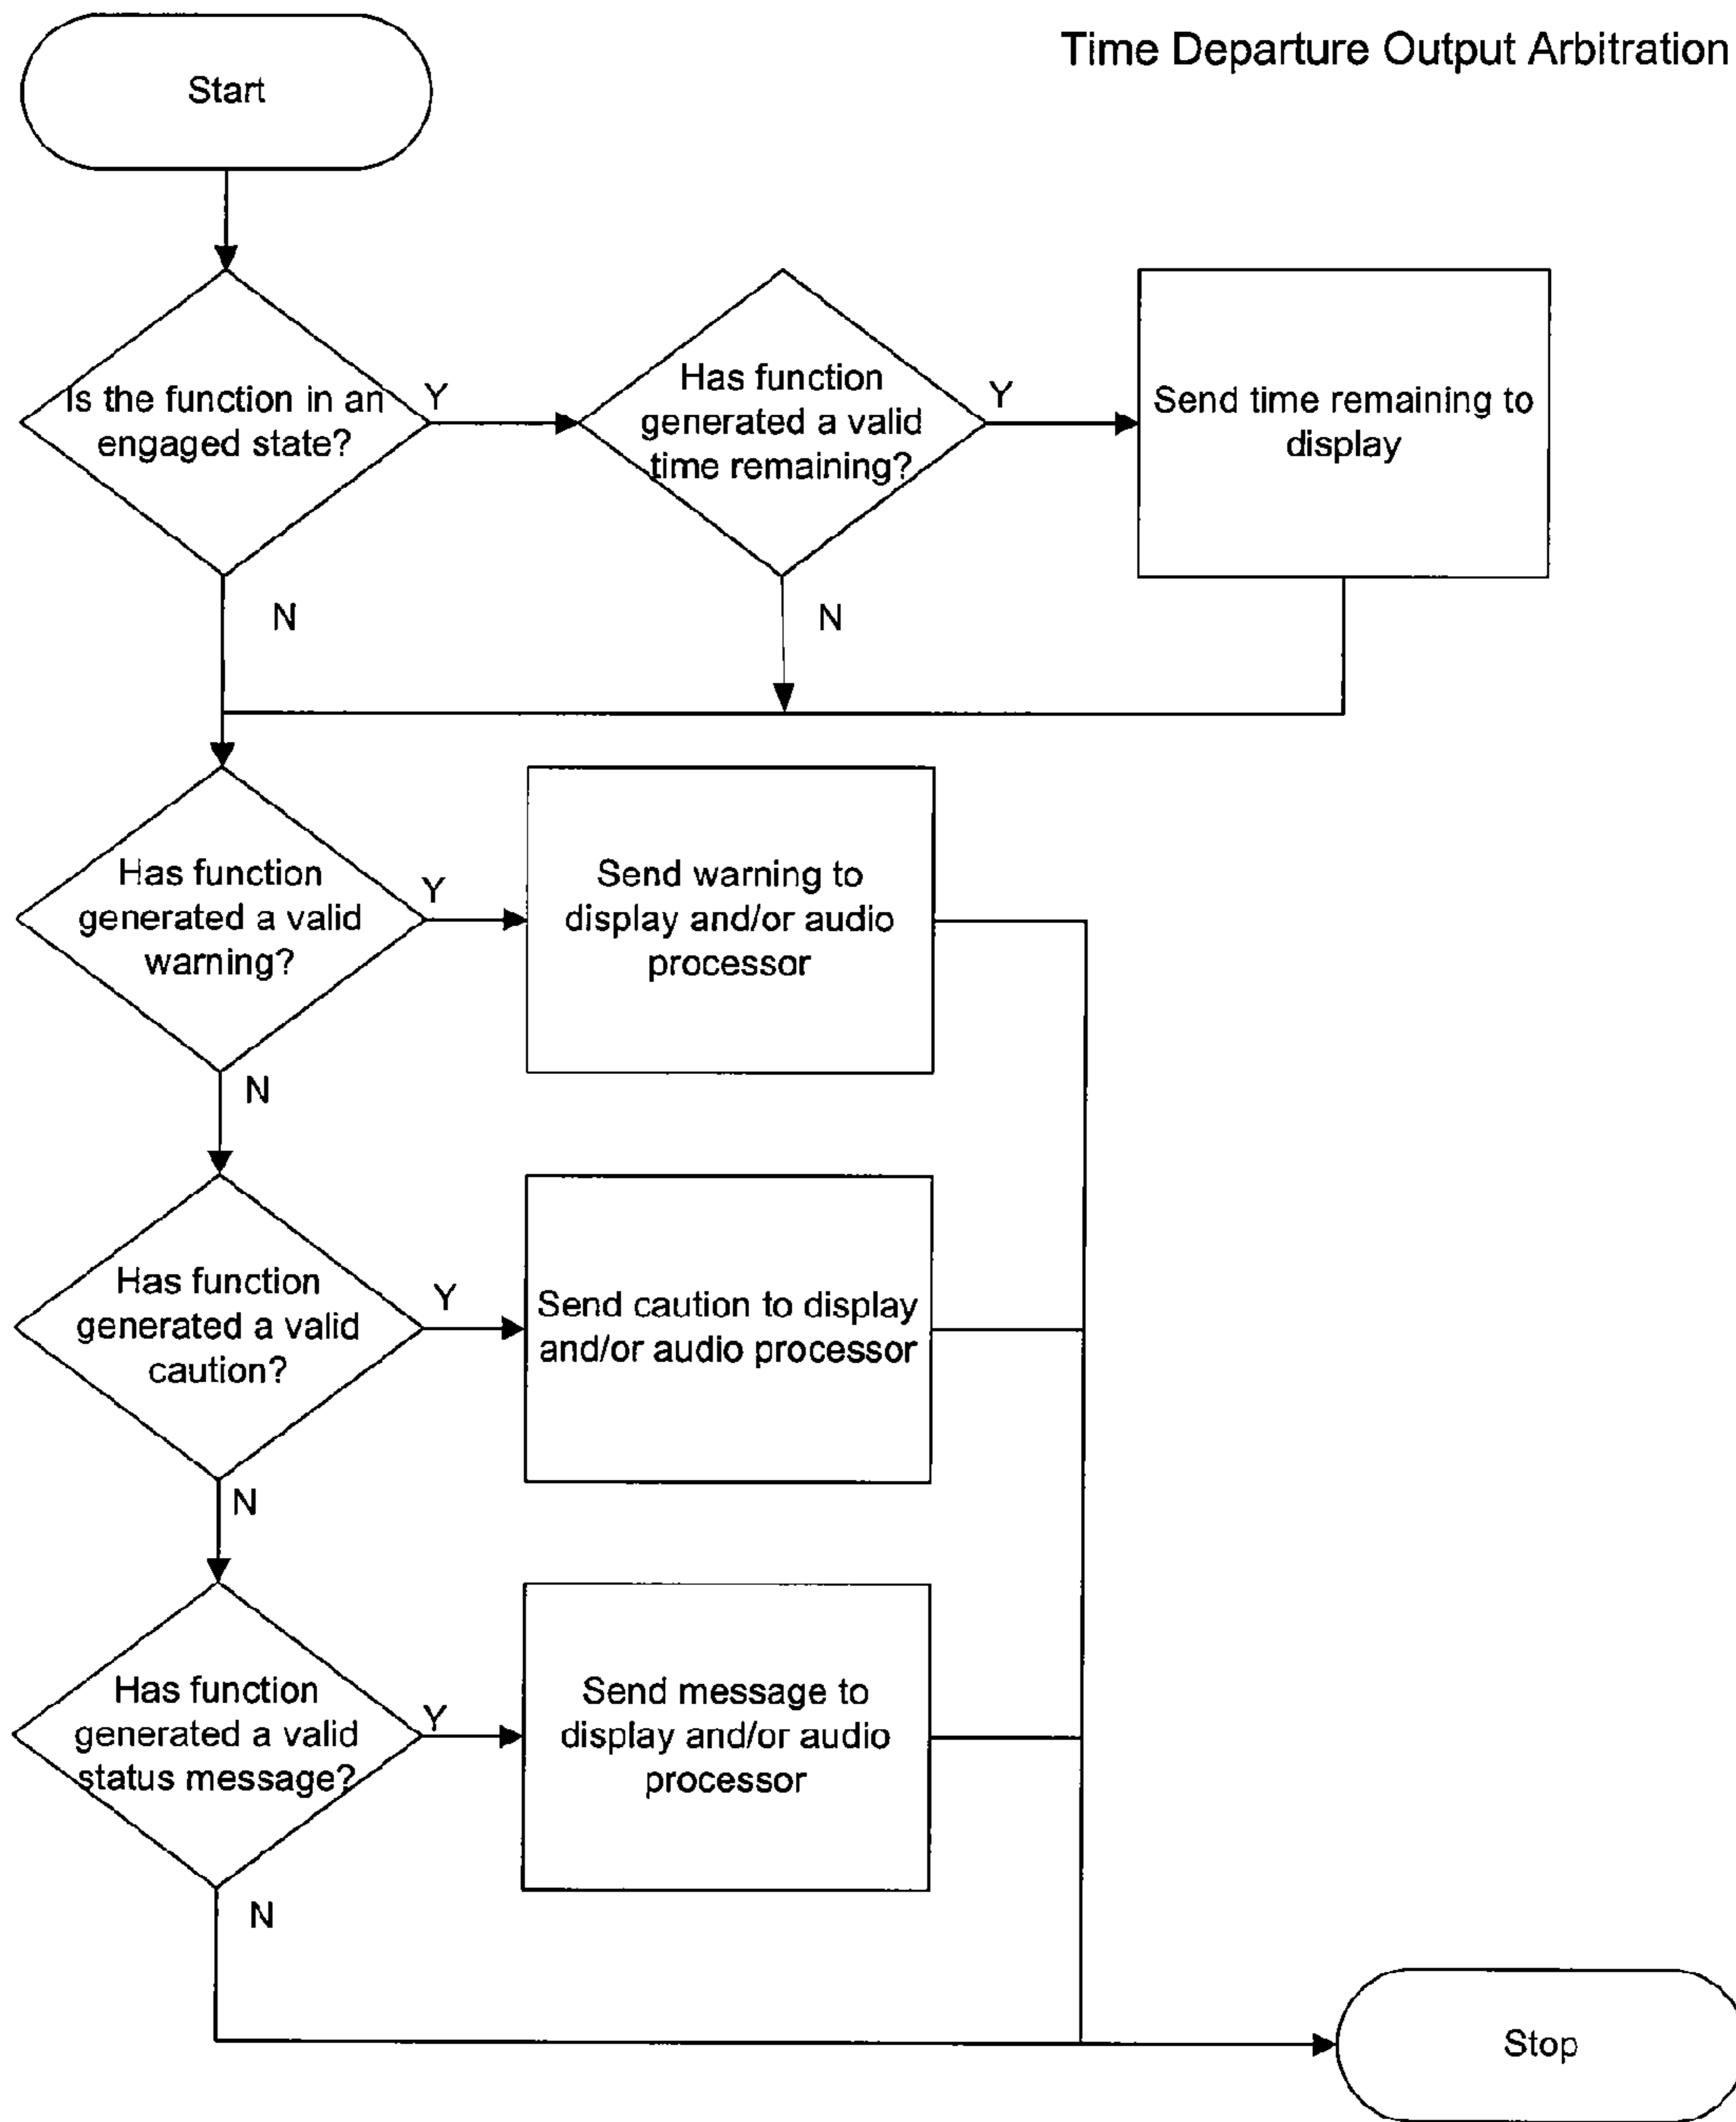 Time Departure Output Arbitration
Start
Is the function in an
engaged state?
Y
Has function
generated a valid
time remaining?
Y
Send time remaining to
display
N
N
Has function
generated a valid
warning?
Y
Send warning to
display and/or audio
processor
N
Has function
generated a valid
caution?
Y
Send caution to display
and/or audio processor
N
Has function
generated a valid
status message?
Y
Send message to
display and/or audio
processor
N
Stop